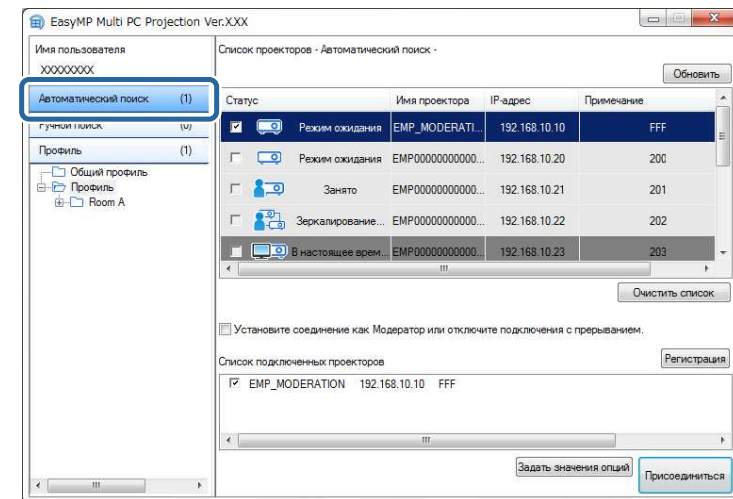 EasyMP Multi PC Projection Ver.XXX
Имя пользователя
XXXXXXXX
Автоматический поиск (1)
Ручной поиск (0)
Профиль (1)
Общий профиль
Профиль
Room A
Список проекторов - Автоматический поиск -
Обновить
Статус Имя проектора IP-адрес Примечание
Режим ожидания EMP_MODERATI... 192.168.10.10 FFF
Режим ожидания EMP00000000000... 192.168.10.20 200
Занято EMP00000000000... 192.168.10.21 201
Зеркалирование... EMP00000000000... 192.168.10.22 202
В настоящее врем... EMP00000000000... 192.168.10.23 203
Очистить список
Установите соединение как Модератор или отключите подключения с прерыванием.
Список подключенных проекторов
Регистрация
EMP_MODERATION 192.168.10.10 FFF
Задать значения опций
Присоединиться